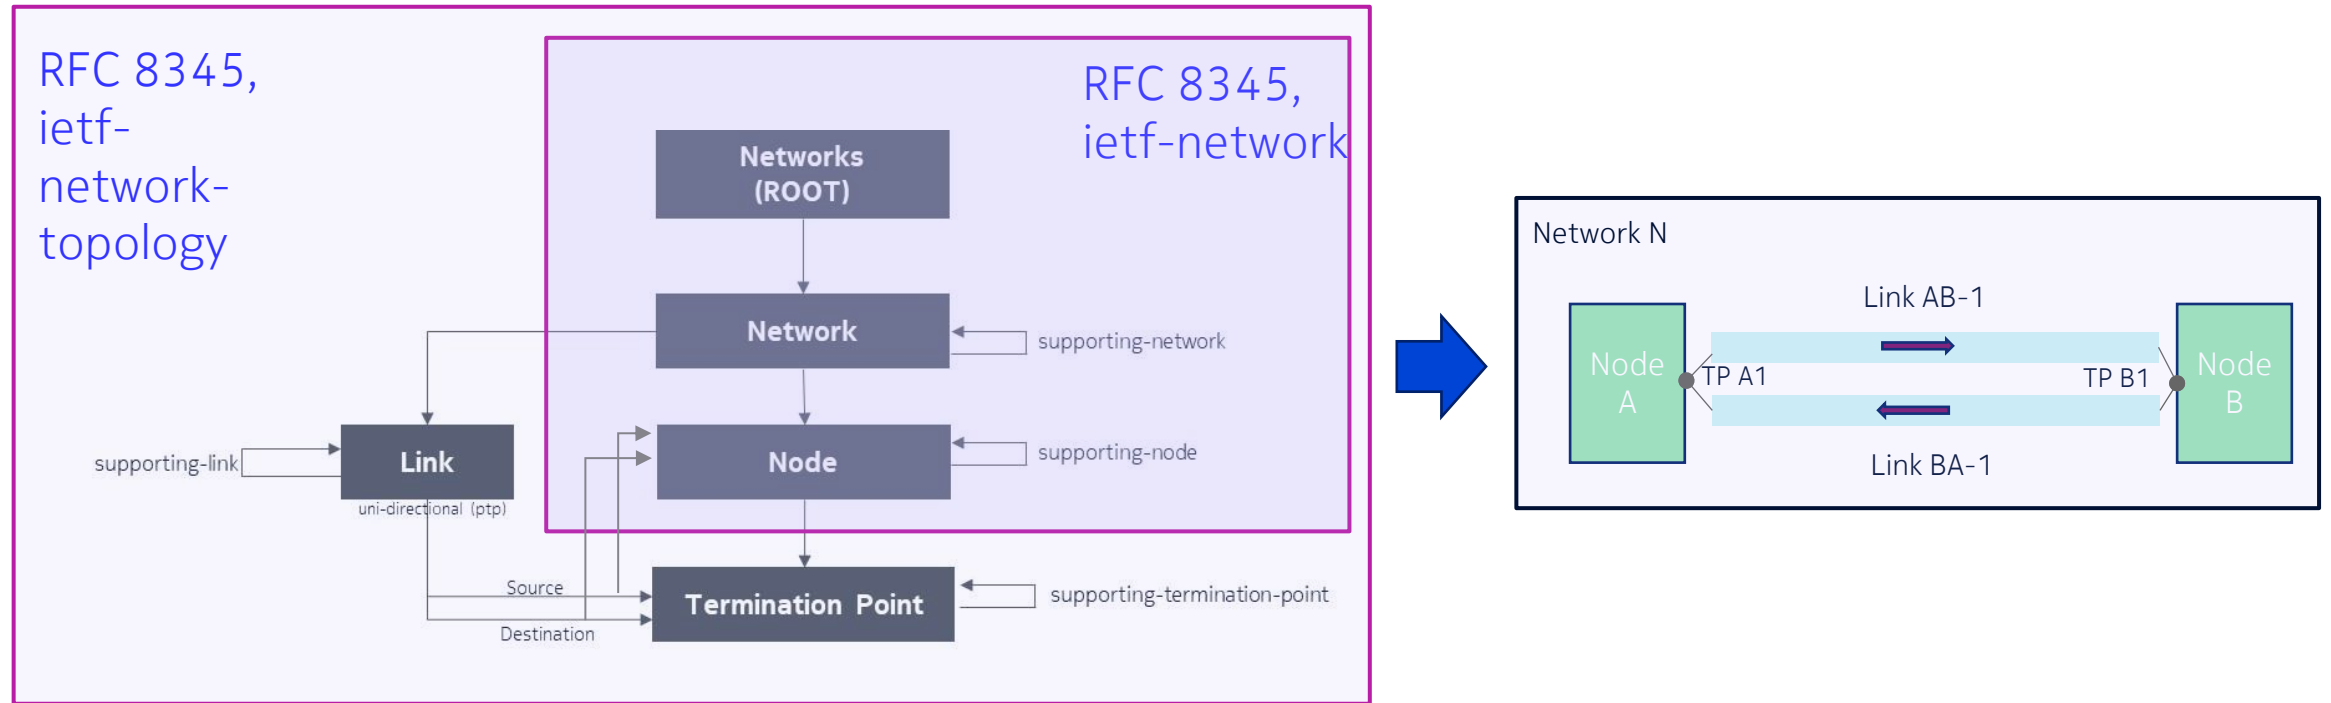 RFC 8345,
ietf-
network-
topology
RFC 8345,
ietf-network
Networks
(ROOT)
Network
supporting-network
supporting-link
Link
uni-directional (ptp)
Node
supporting-node
Source
Destination
Termination Point
supporting-termination-point
Network N
Link AB-1
Node
A
TP A1
TP B1
Node
B
Link BA-1